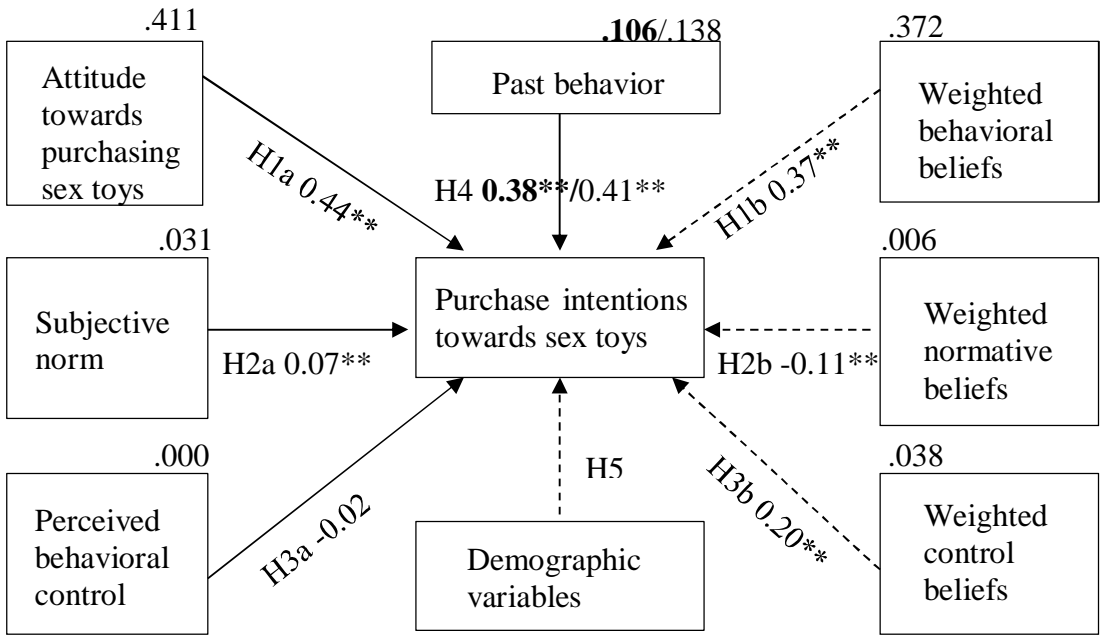 .411
Attitude
towards
purchasing
sex toys
.106/.138
Past behavior
.372
Weighted
behavioral
beliefs
H1a 0.44**
H4 0.38**/0.41**
H1b 0.37**
.031
Subjective
norm
H2a 0.07**
Purchase intentions
towards sex toys
.006
Weighted
normative
beliefs
H2b -0.11**
.000
Perceived
behavioral
control
H3a -0.02
H5
Demographic
variables
H3b 0.20**
.038
Weighted
control
beliefs